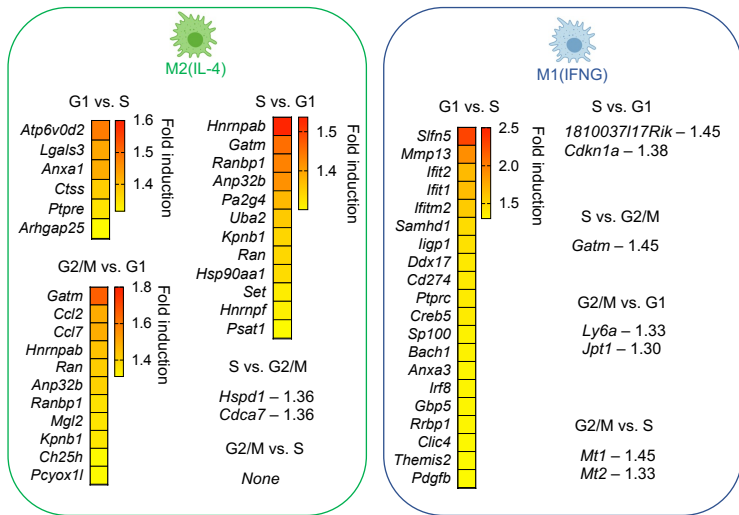 M2(IL-4)
G1 vs. S
Atp6v0d2
Lgals3
Anxa1
Ctss
Ptpre
Arhgap25
1.6
1.4
Fold induction
G2/M vs. G1
Gatm
Ccl2
Ccl7
Hnrnpab
Ran
Anp32b
Ranbp1
Mgl2
Kpnb1
Ch25h
Pcyox1l
1.8
1.6
1.4
Fold induction
S vs. G1
Hnrnpab
Gatm
Ranbp1
Anp32b
Pa2g4
Uba2
Kpnb1
Ran
Hsp90aa1
Set
Hnrnpf
Psat1
1.5
1.4
Fold induction
S vs. G2/M
Hspd1 – 1.36
Cdca7 – 1.36
G2/M vs. S
None
M1(IFNG)
G1 vs. S
Slfn5
Mmp13
Ifit2
Ifit1
Ifitm2
Samhd1
Iigp1
Ddx17
Cd274
Ptprc
Creb5
Sp100
Bach1
Anxa3
Irf8
Gbp5
Rrbp1
Clic4
Themis2
Pdgfb
2.5
2.0
1.5
Fold induction
S vs. G1
1810037I17Rik – 1.45
Cdkn1a – 1.38
S vs. G2/M
Gatm – 1.45
G2/M vs. G1
Ly6a – 1.33
Jpt1 – 1.30
G2/M vs. S
Mt1 – 1.45
Mt2 – 1.33